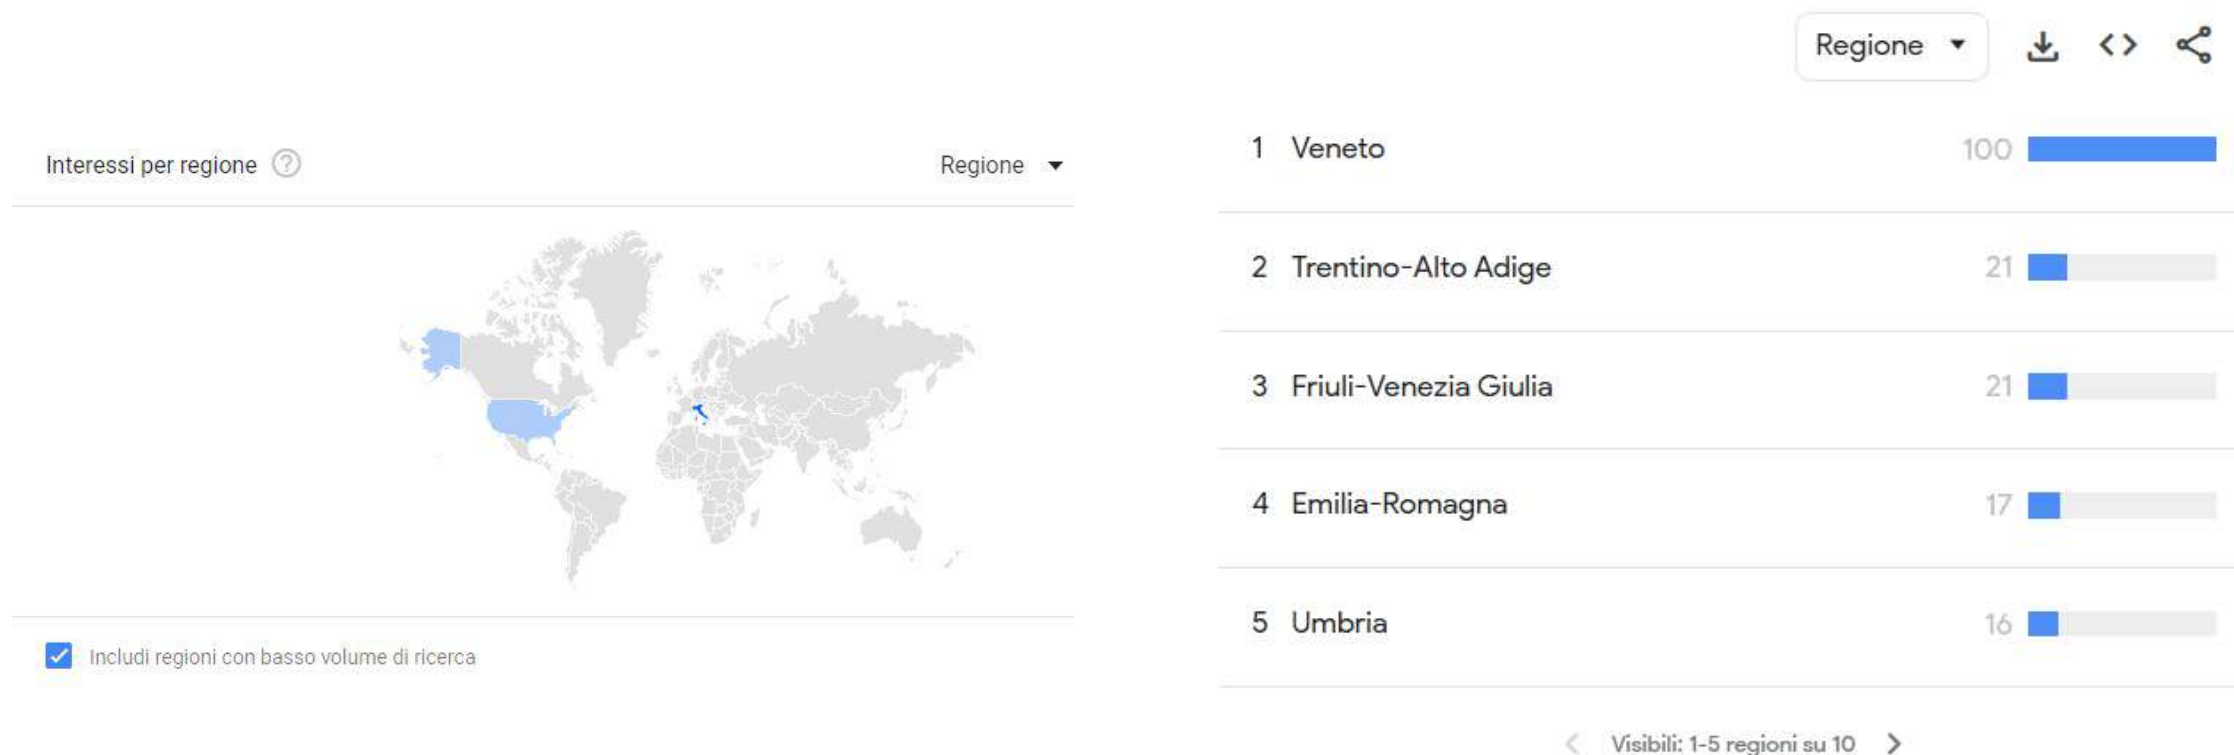 Interessi per regione
Regione
Includi regioni con basso volume di ricerca
Regione
1 Veneto 100
2 Trentino-Alto Adige 21
3 Friuli-Venezia Giulia 21
4 Emilia-Romagna 17
5 Umbria 16
Visibili: 1-5 regioni su 10